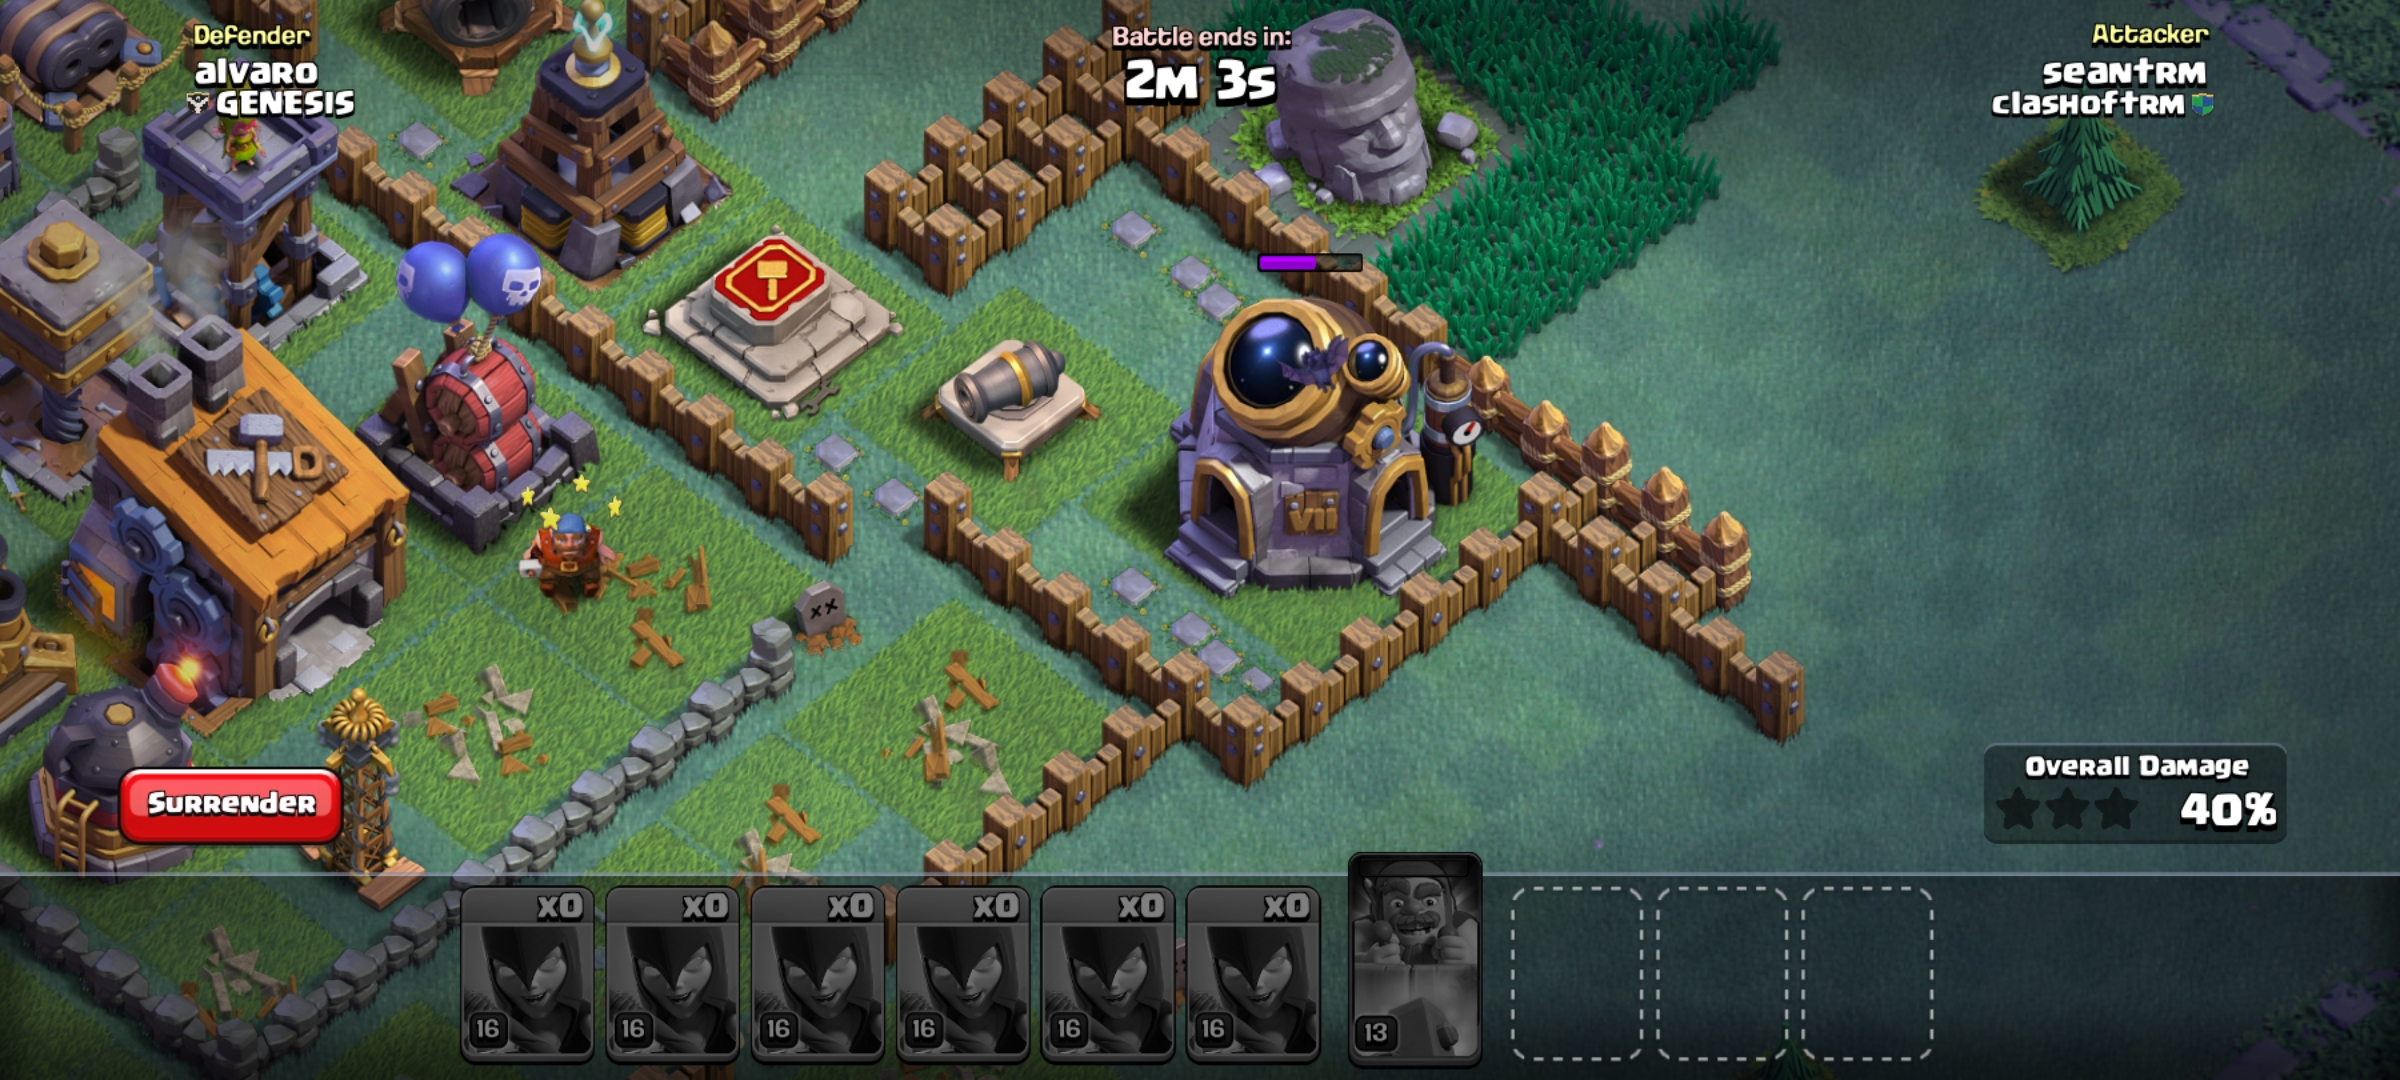 Defender
alvaro
GENESIS
Battle ends in:
2M 3S
Attacker
seantRM
clashoftRM
VII
XX
Surrender
Overall Damage
40%
x0
x0
x0
x0
x0
x0
16
16
16
16
16
16
13